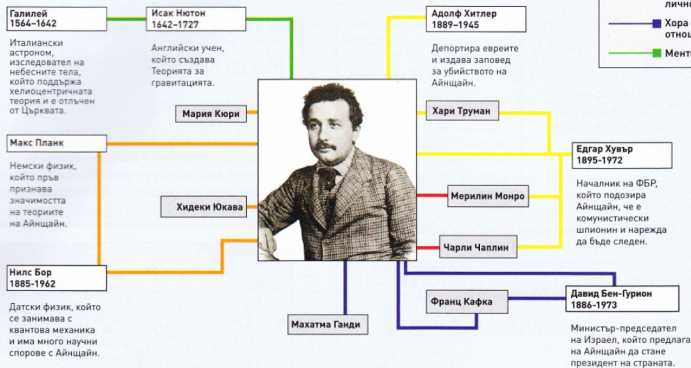 Галилей
1564–1642
Италиански
астроном,
изследовател на
небесните тела,
който поддържа
хелиоцентричната
теория и е отлъчен
от Църквата.
Исак Нютон
1642–1727
Английски учен,
който създава
Теорията за
гравитацията.
Адолф Хитлер
1889–1945
Депортира евреите
и издава заповед
за убийството на
Айнщайн.
Хора
Менто
Мария Кюри
Хари Труман
Макс Планк
Немски физик,
който пръв
признава
значимостта
на теориите
на Айнщайн.
Едгар Хувър
1895-1972
Началник на ФБР,
който подозира
Айнщайн, че е
комунистически
шпионин и нарежда
да бъде следен.
Хидеки Юкава
Мерилин Монро
Чарли Чаплин
Нилс Бор
1885-1962
Датски физик, който
се занимава с
квантова механика
и има много научни
спорове с Айнщайн.
Махатма Ганди
Франц Кафка
Давид Бен-Гурион
1886-1973
Министър-председател
на Израел, който предлага
на Айнщайн да стане
президент на страната.